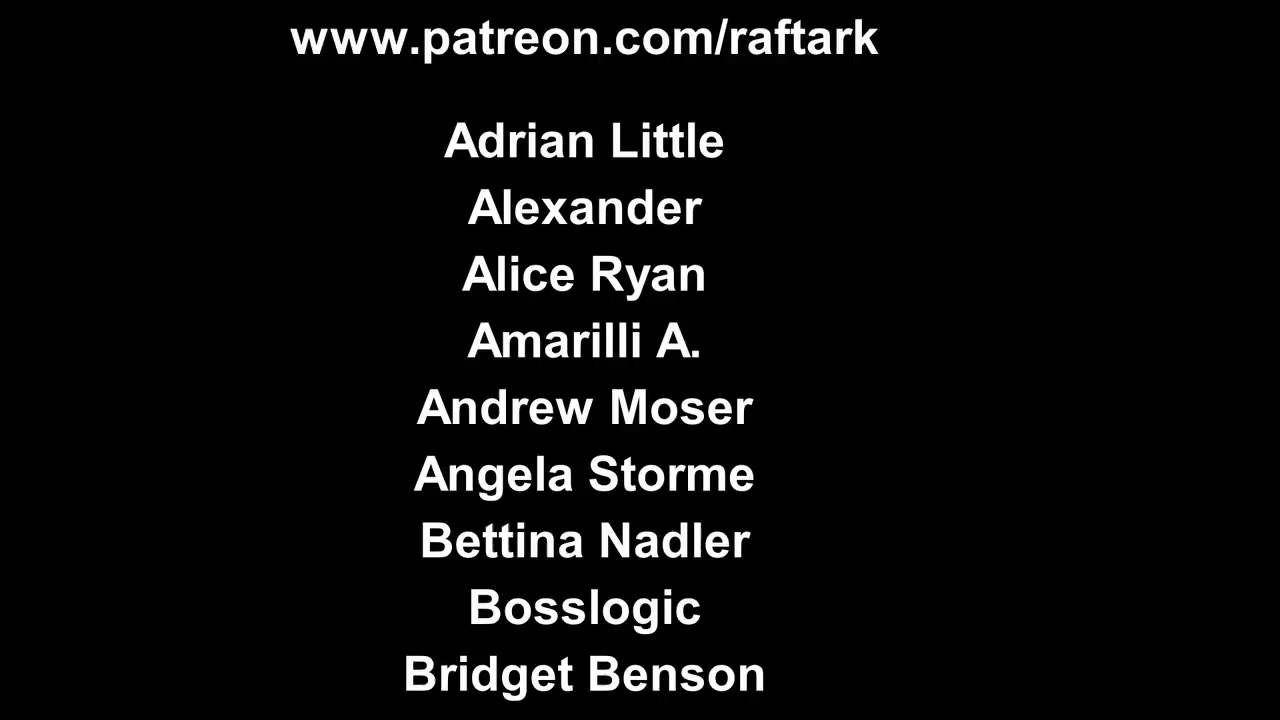 www.patreon.com/raftark
Adrian Little
Alexander
Alice Ryan
Amarilli A.
Andrew Moser
Angela Storme
Bettina Nadler
Bosslogic
Bridget Benson